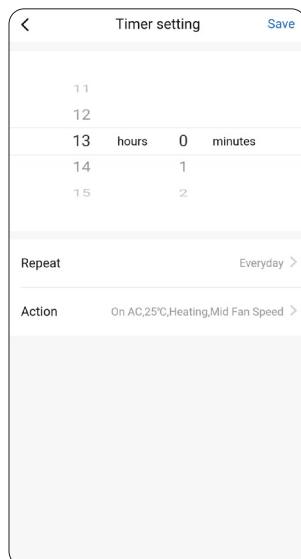 Timer setting Save
11
12
13 hours 0 minutes
14 1
15 2
Repeat Everyday
Action On AC,25℃,Heating,Mid Fan Speed